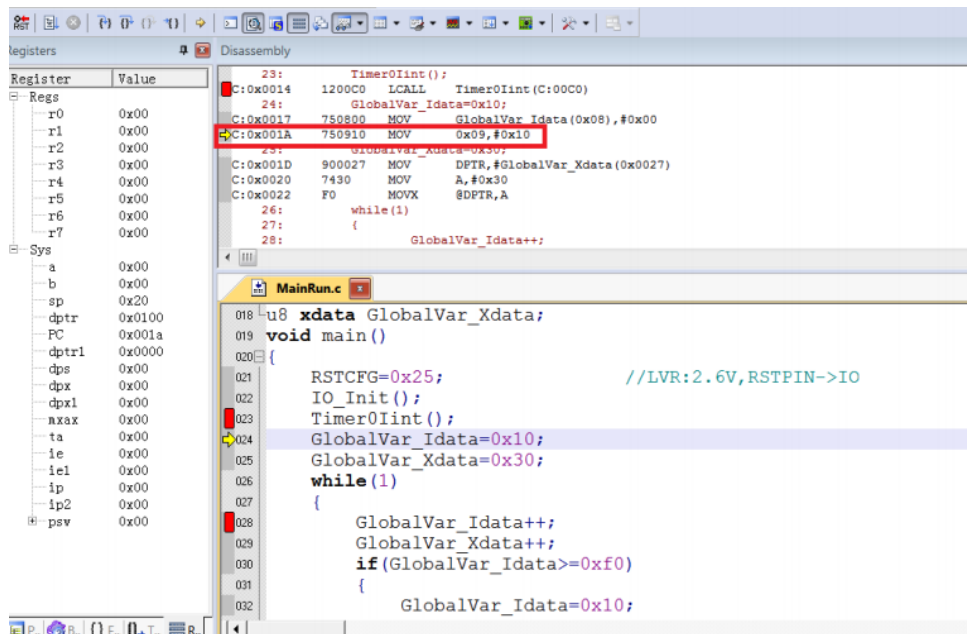 RST
{} {} {} {}
egisters
Disassembly
Register Value
Regs
r0 0x00
r1 0x00
r2 0x00
r3 0x00
r4 0x00
r5 0x00
r6 0x00
r7 0x00
Sys
a 0x00
b 0x00
sp 0x20
dptr 0x0100
PC 0x001a
dptr1 0x0000
dps 0x00
dpx 0x00
dpx1 0x00
mxax 0x00
ta 0x00
ie 0x00
ie1 0x00
ip 0x00
ip2 0x00
psw 0x00
23: Timer0Iint();
C:0x0014 1200C0 LCALL Timer0Iint(C:00C0)
24: GlobalVar_Idata=0x10;
C:0x0017 750800 MOV GlobalVar_Idata(0x08),#0x00
C:0x001A 750910 MOV 0x09,#0x10
25: GlobalVar_Xdata=0x30;
C:0x001D 900027 MOV DPTR,#GlobalVar_Xdata(0x0027)
C:0x0020 7430 MOV A,#0x30
C:0x0022 F0 MOVX @DPTR,A
26: while(1)
27: {
28: GlobalVar_Idata++;
MainRun.c
018 u8 xdata GlobalVar_Xdata;
019 void main()
020 {
021 RSTCFG=0x25; //LVR:2.6V,RSTPIN->IO
022 IO_Init();
023 Timer0Iint();
024 GlobalVar_Idata=0x10;
025 GlobalVar_Xdata=0x30;
026 while(1)
027 {
028 GlobalVar_Idata++;
029 GlobalVar_Xdata++;
030 if(GlobalVar_Idata>=0xf0)
031 {
032 GlobalVar_Idata=0x10;
P... B... {} F... T... R...